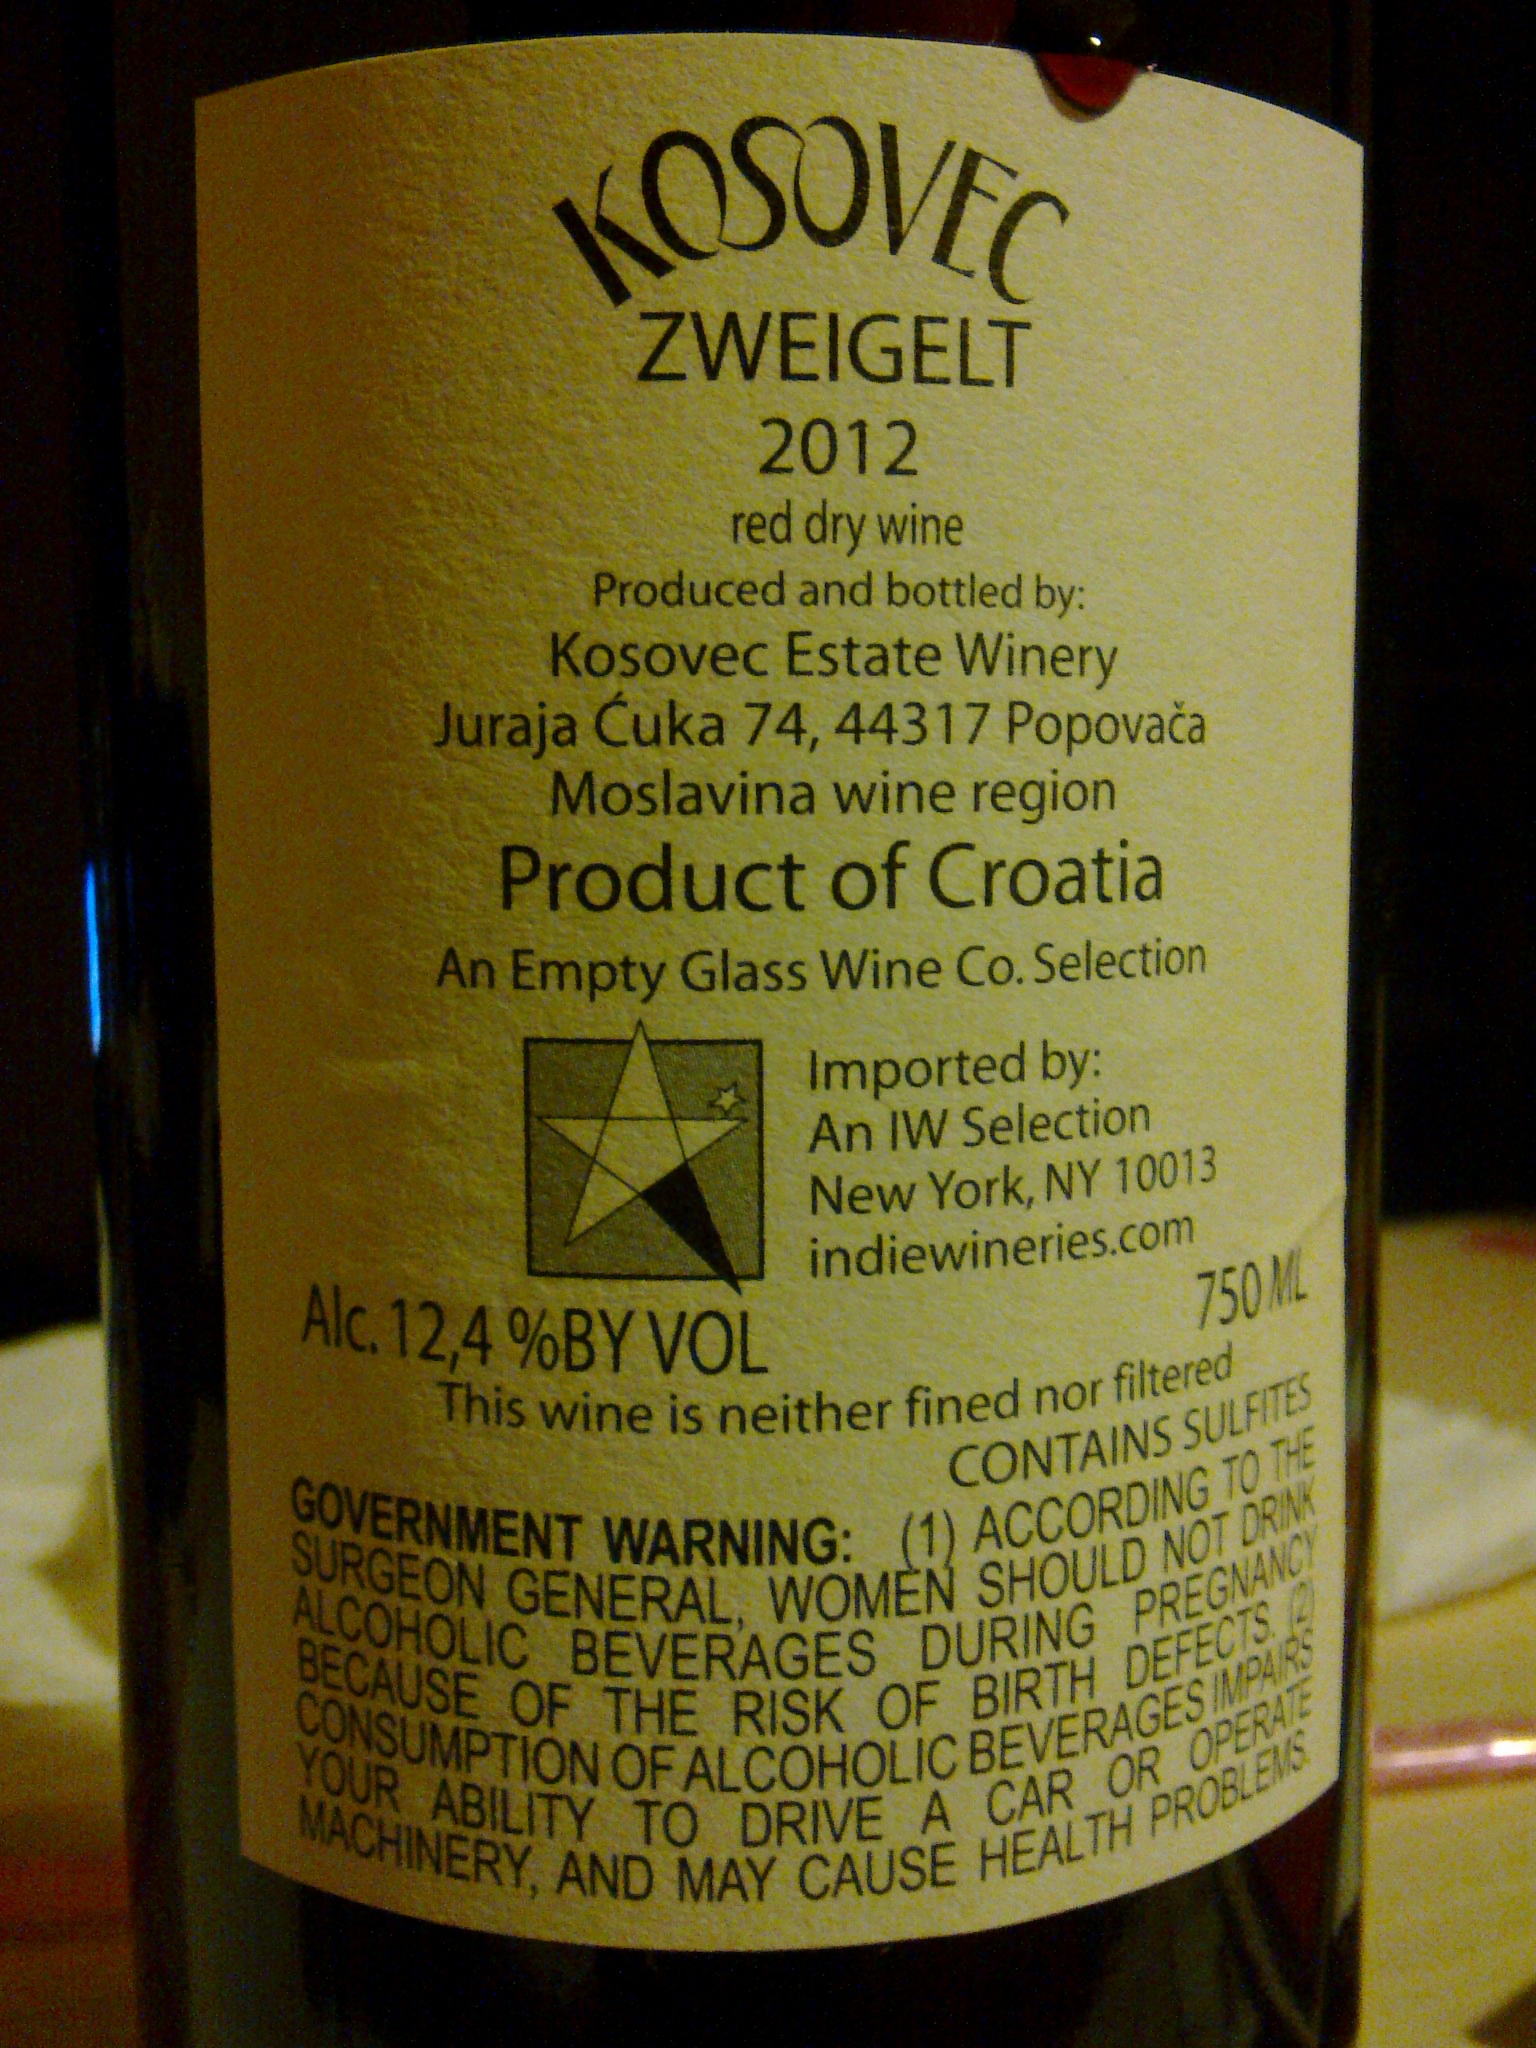 KOSOVEC
ZWEIGELT
2012
red dry wine
Produced and bottled by:
Kosovec Estate Winery
Juraja Ćuka 74, 44317 Popovača
Moslavina wine region
Product of Croatia
An Empty Glass Wine Co. Selection
Imported by:
An IW Selection
New York, NY 10013
indiewineries.com
Alc. 12,4 %BY VOL
750 ML
This wine is neither fined nor filtered
CONTAINS SULFITES
GOVERNMENT WARNING: (1) ACCORDING TO THE
SURGEON GENERAL, WOMEN SHOULD NOT DRINK
ALCOHOLIC BEVERAGES DURING PREGNANCY
BECAUSE OF THE RISK OF BIRTH DEFECTS. (2)
CONSUMPTION OF ALCOHOLIC BEVERAGES IMPAIRS
YOUR ABILITY TO DRIVE A CAR OR OPERATE
MACHINERY, AND MAY CAUSE HEALTH PROBLEMS.